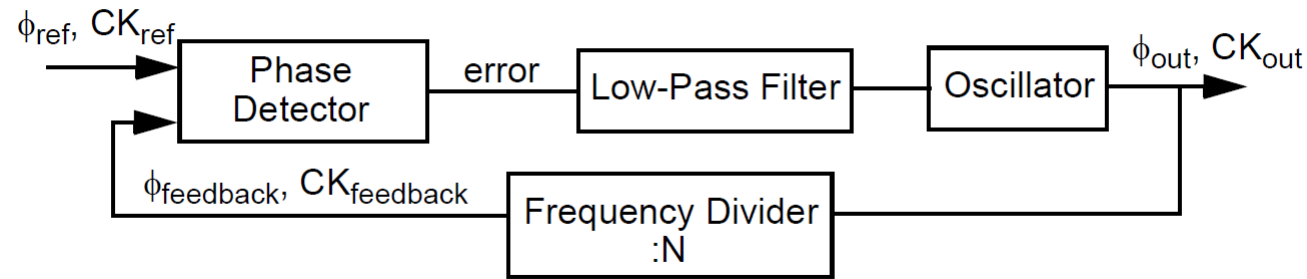 ϕref, CKref
Phase
Detector
error
Low-Pass Filter
Oscillator
ϕout, CKout
ϕfeedback, CKfeedback
Frequency Divider
:N